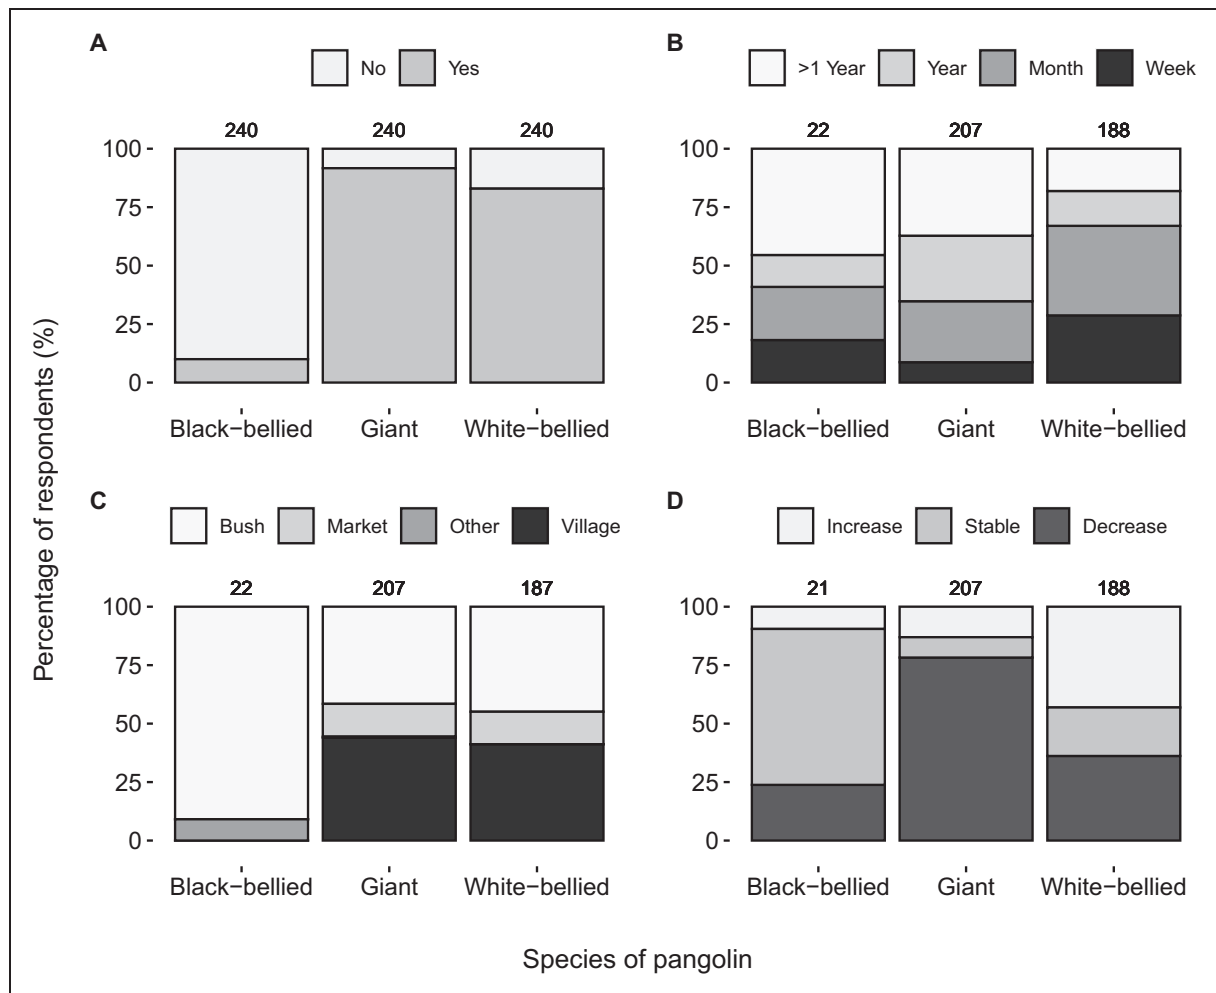 A
No Yes
240 240 240
100
75
50
25
0
Black−bellied Giant White−bellied
B
>1 Year Year Month Week
22 207 188
100
75
50
25
0
Black−bellied Giant White−bellied
C
Bush Market Other Village
22 207 187
100
75
50
25
0
Black−bellied Giant White−bellied
D
Increase Stable Decrease
21 207 188
100
75
50
25
0
Black−bellied Giant White−bellied
Percentage of respondents (%)
Species of pangolin